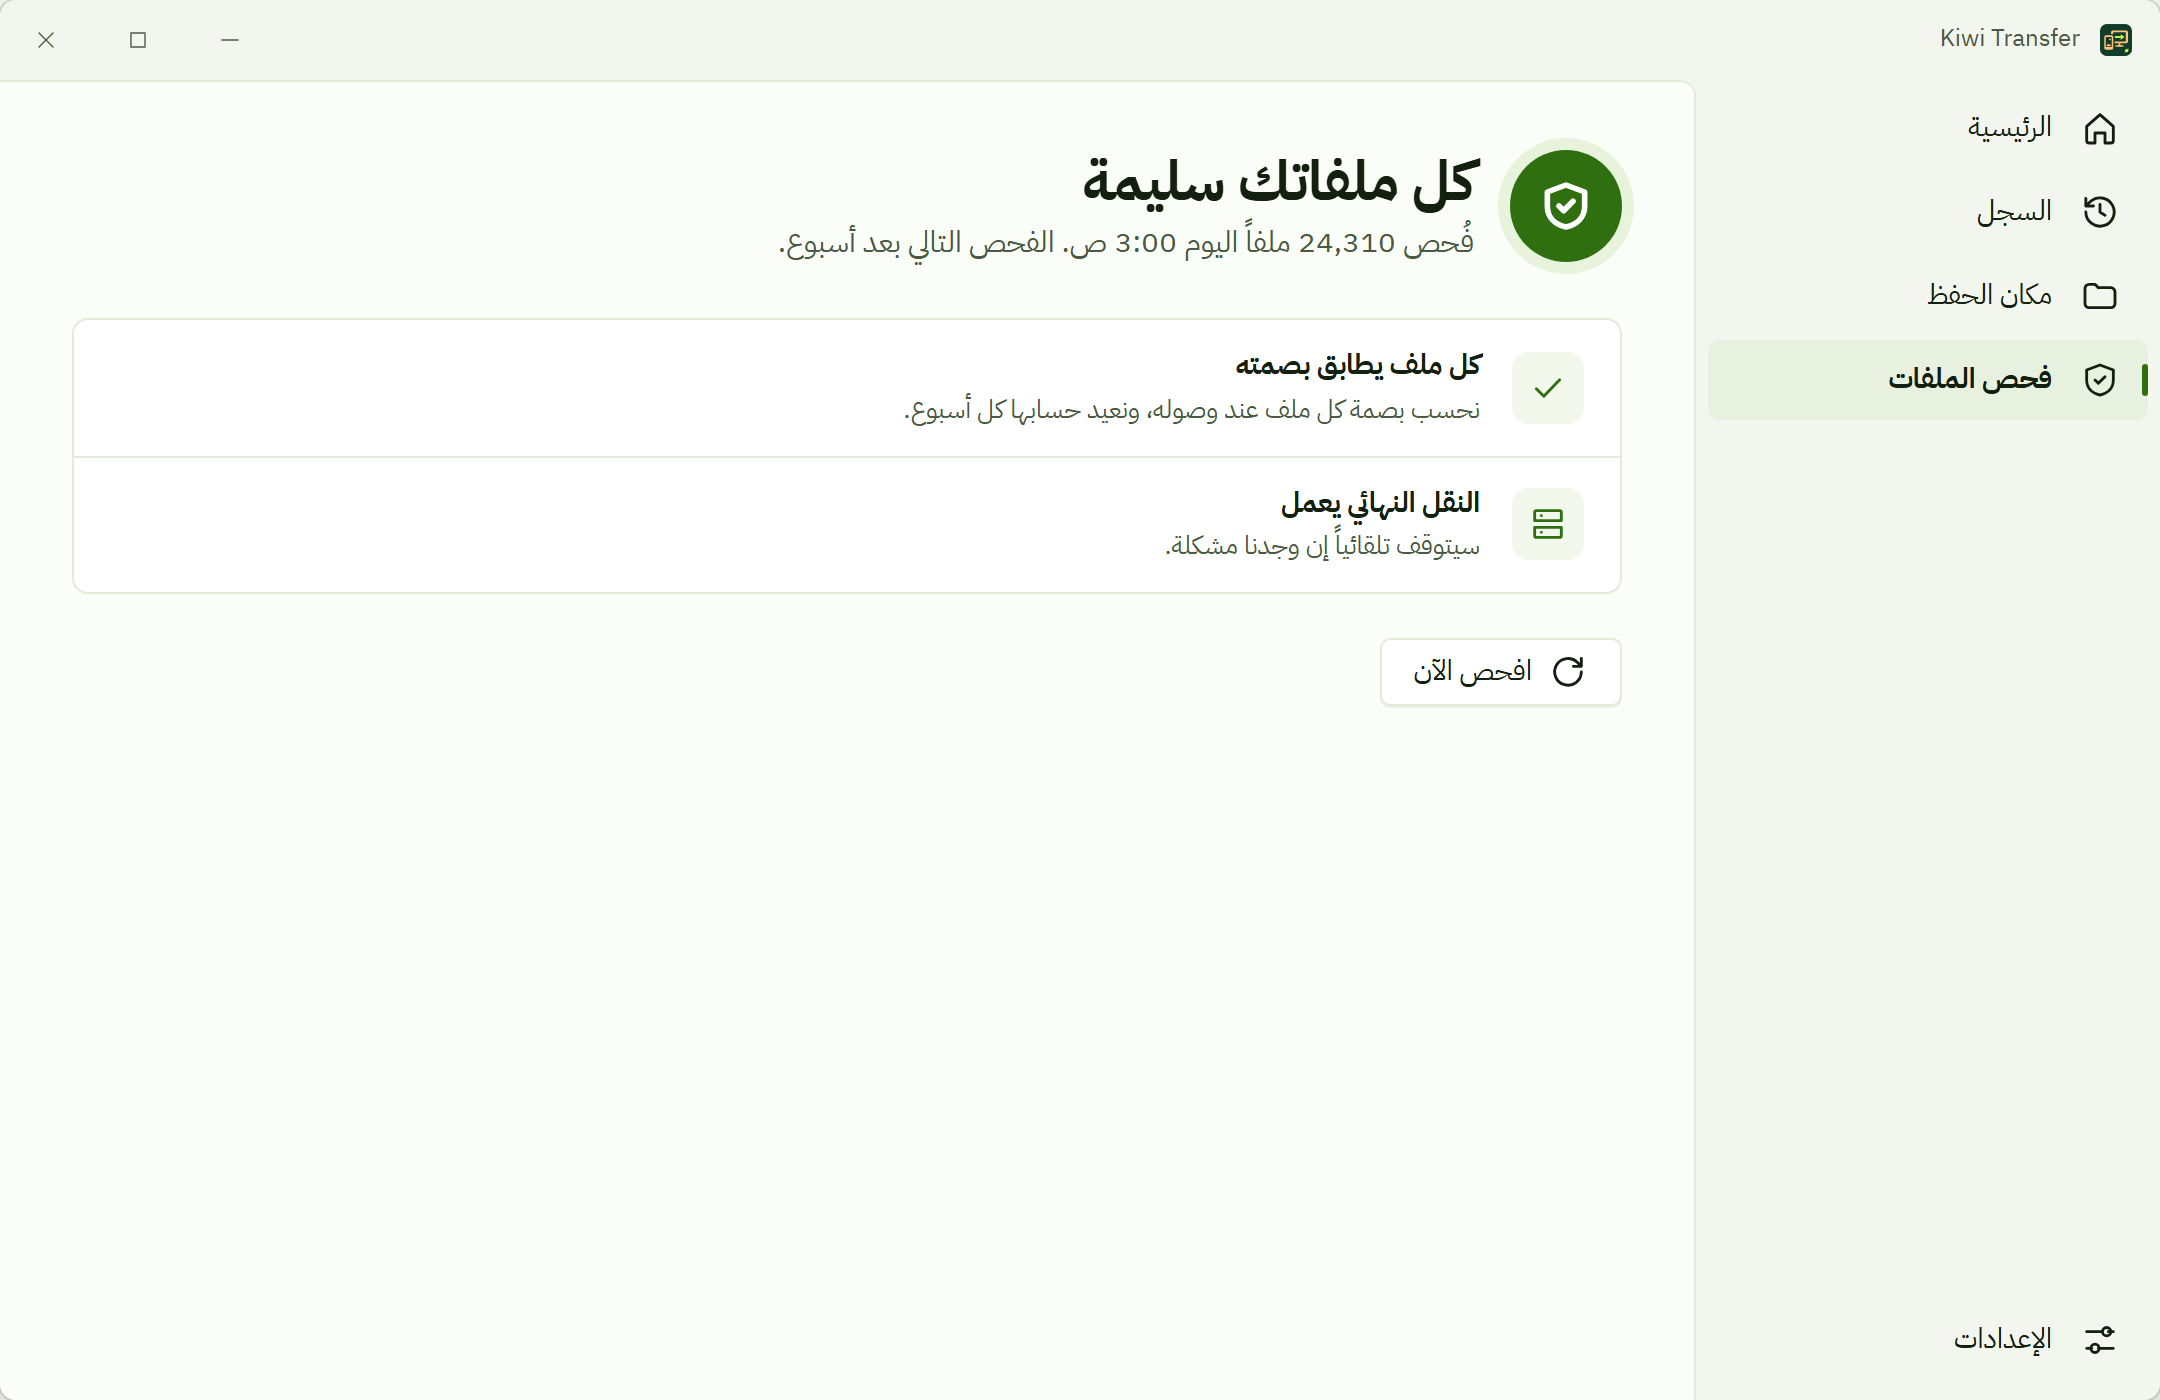 Kiwi Transfer
الرئيسية
السجل
مكان الحفظ
فحص الملفات
الإعدادات
كل ملفاتك سليمة
فُحص 24,310 ملفاً اليوم 3:00 ص. الفحص التالي بعد أسبوع.
كل ملف يطابق بصمته
نحسب بصمة كل ملف عند وصوله، ونعيد حسابها كل أسبوع.
النقل النهائي يعمل
سيتوقف تلقائياً إن وجدنا مشكلة.
افحص الآن